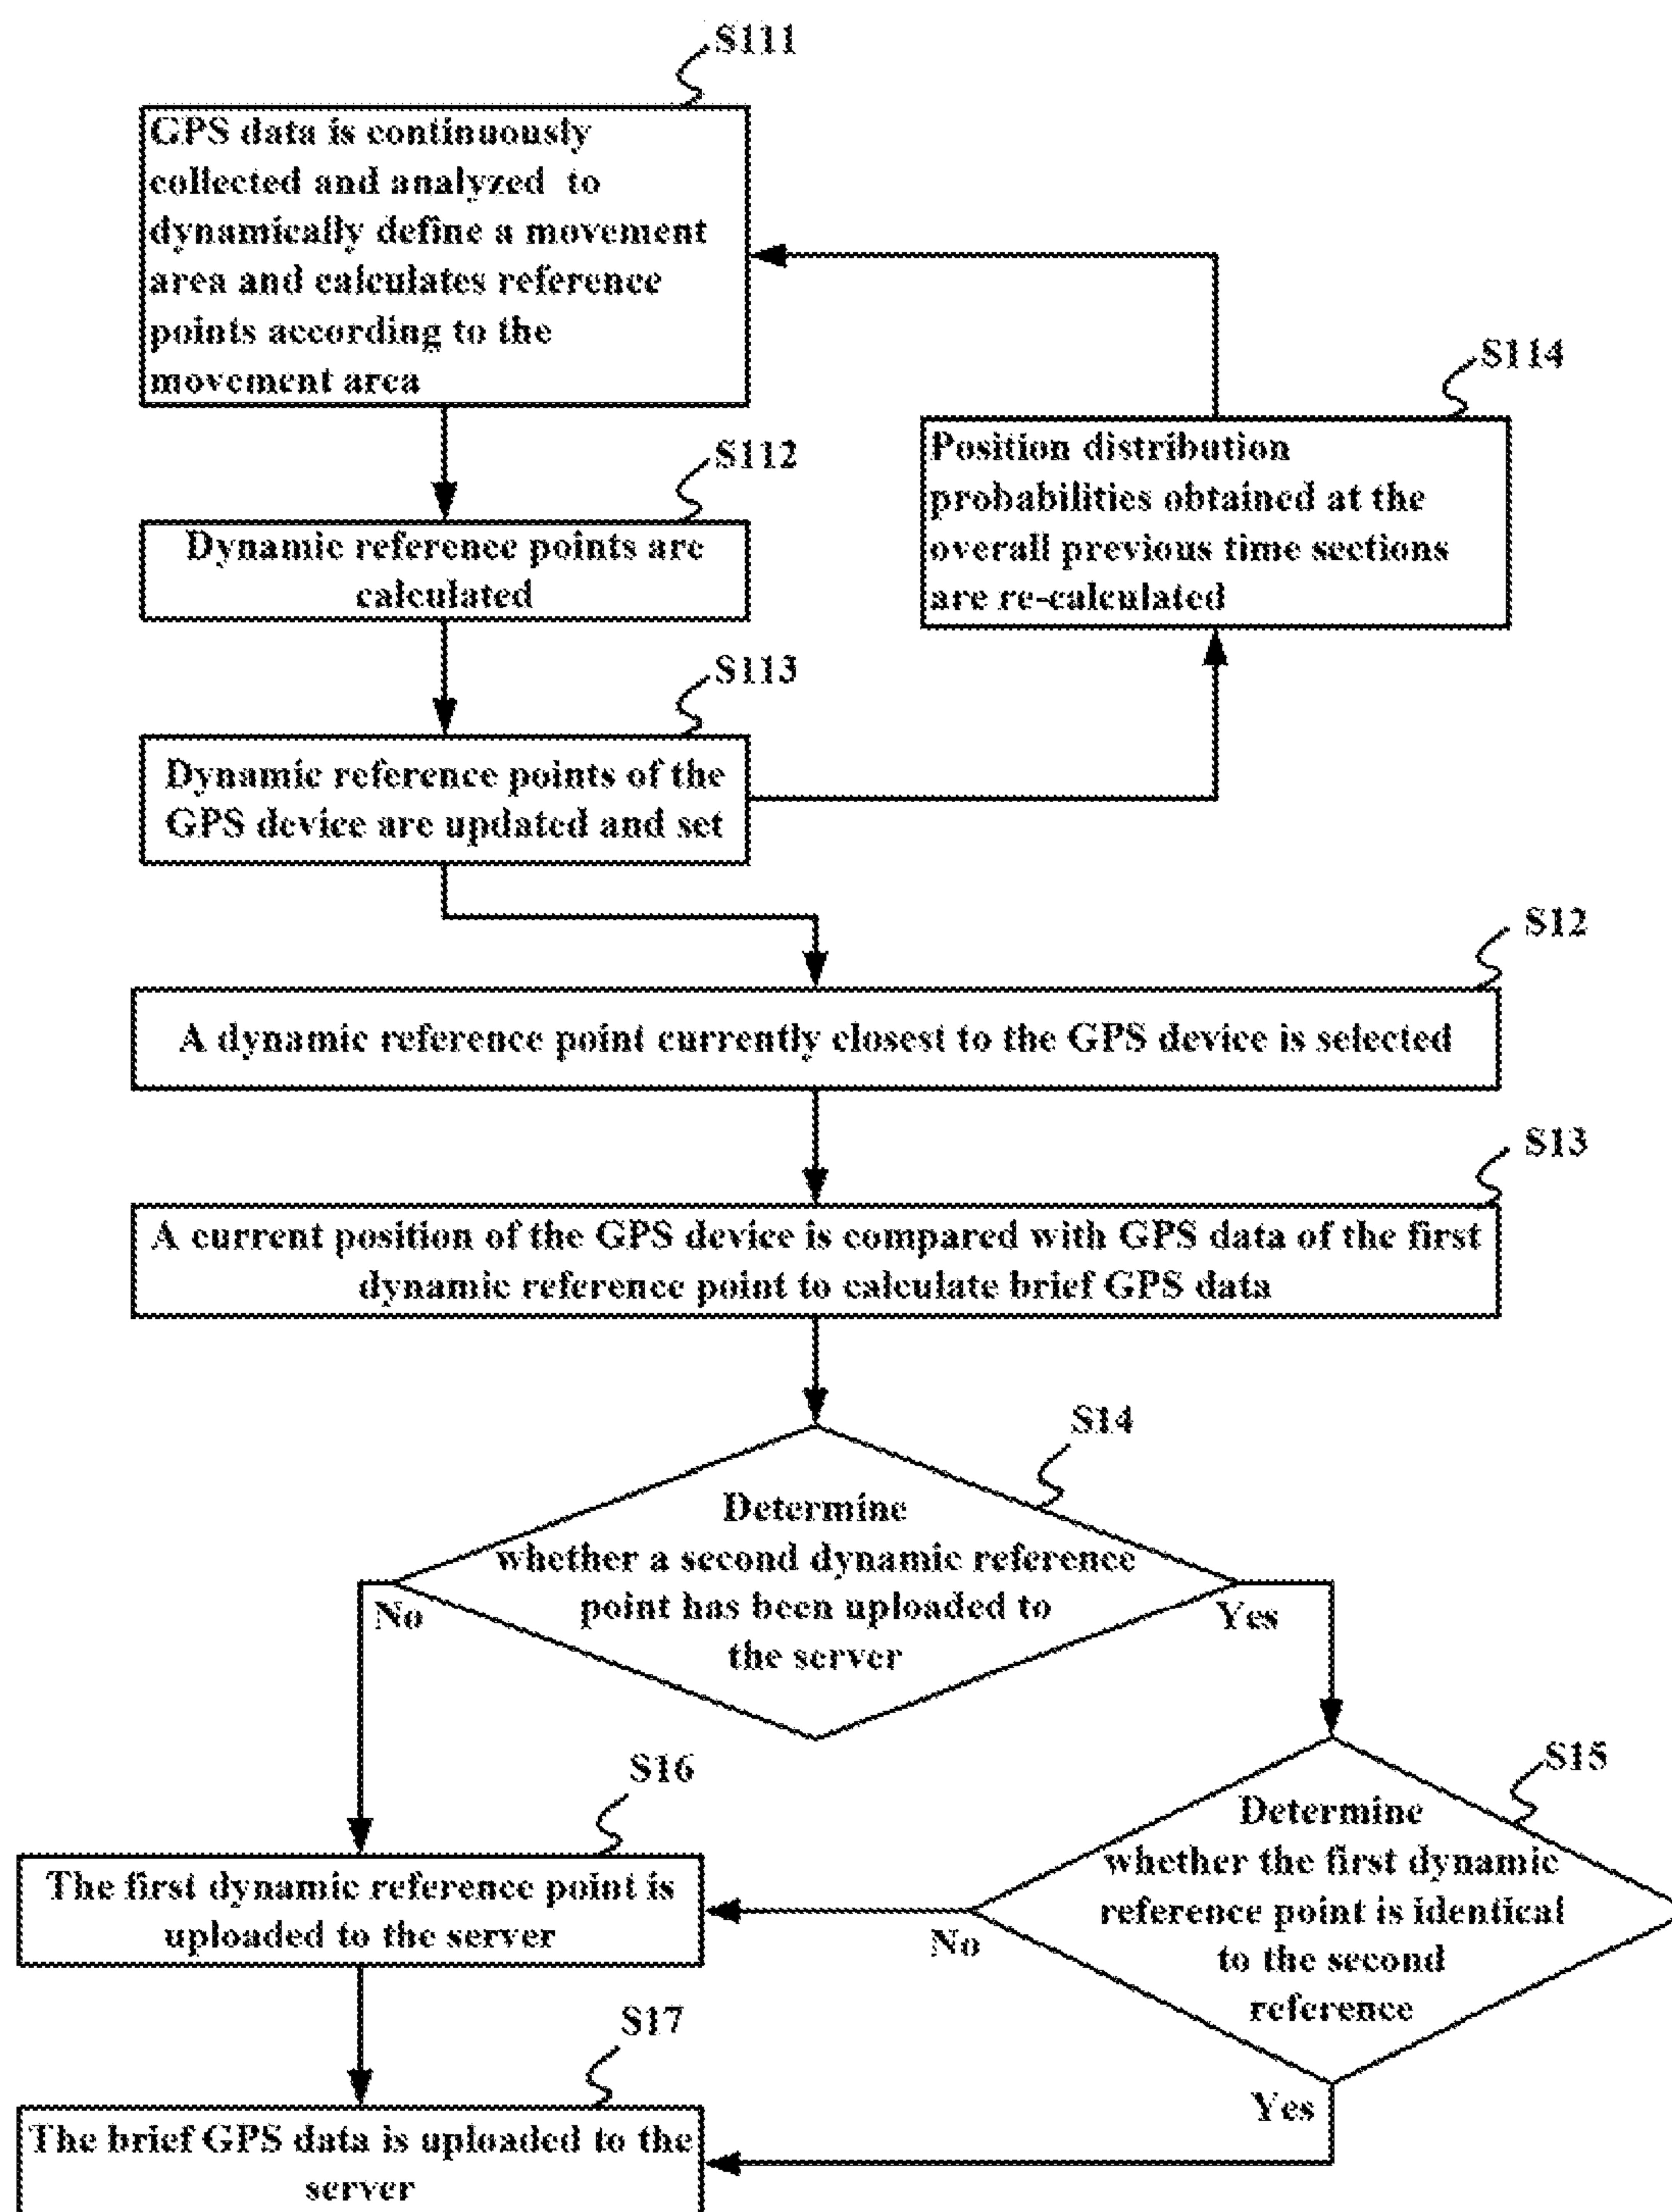 S111
GPS data is continuously
collected and analyzed to
dynamically define a movement
area and calculates reference
points according to the
movement area
S114
Position distribution
probabilities obtained at the
overall previous time sections
are re-calculated
S112
Dynamic reference points are
calculated
S113
Dynamic reference points of the
GPS device are updated and set
S12
A dynamic reference point currently closest to the GPS device is selected
S13
A current position of the GPS device is compared with GPS data of the first
dynamic reference point to calculate brief GPS data
S14
Determine
whether a second dynamic reference
point has been uploaded to
the server
No
Yes
S15
Determine
whether the first dynamic
reference point is identical
to the second
reference
No
Yes
S16
The first dynamic reference point is
uploaded to the server
S17
The brief GPS data is uploaded to the
server